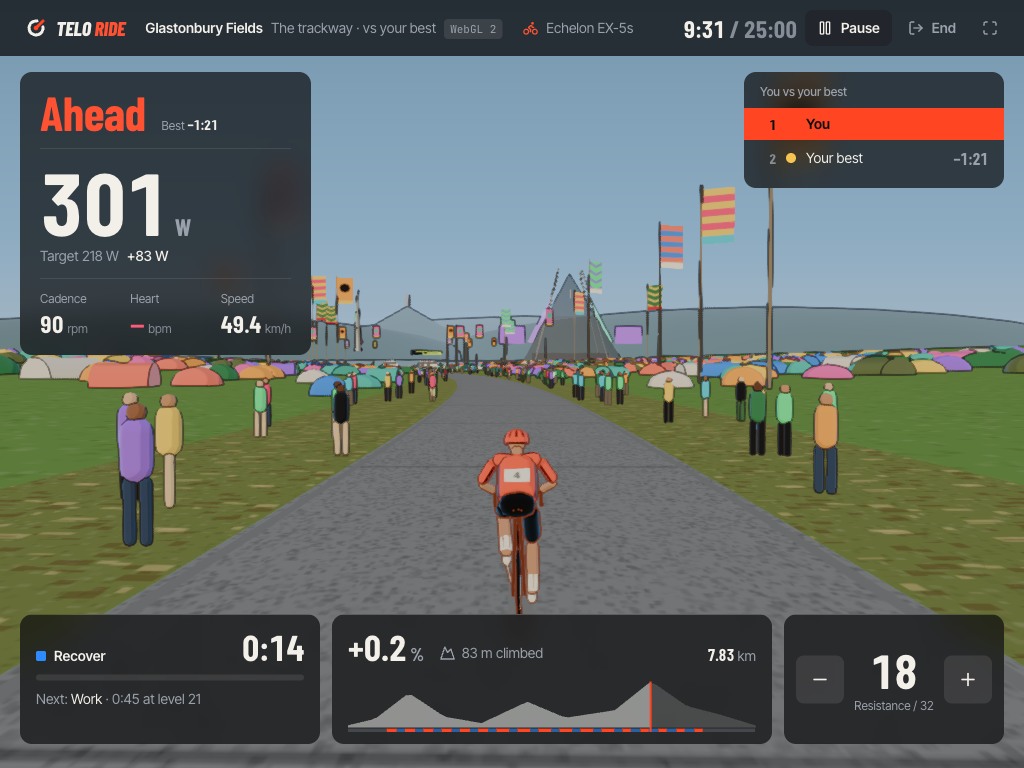 TELO RIDE Glastonbury Fields The trackway · vs your best WebGL 2 Echelon EX-5s 9:31 / 25:00 Pause End
Ahead Best −1:21
301 W
Target 218 W +83 W
Cadence Heart Speed
90 rpm — bpm 49.4 km/h
You vs your best
1 You
2 Your best −1:21
4
Recover 0:14
Next: Work · 0:45 at level 21
+0.2 % 83 m climbed 7.83 km
− 18 +
Resistance / 32